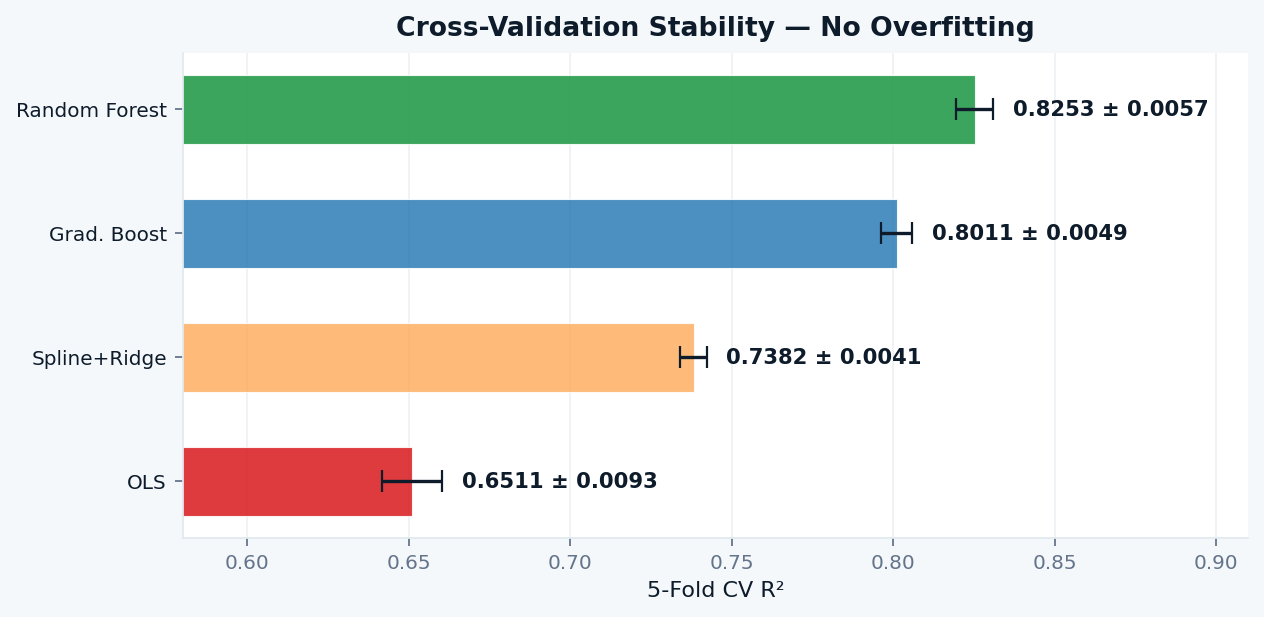 Cross-Validation Stability — No Overfitting
Random Forest
0.8253 ± 0.0057
Grad. Boost
0.8011 ± 0.0049
Spline+Ridge
0.7382 ± 0.0041
OLS
0.6511 ± 0.0093
0.60 0.65 0.70 0.75 0.80 0.85 0.90
5-Fold CV R²